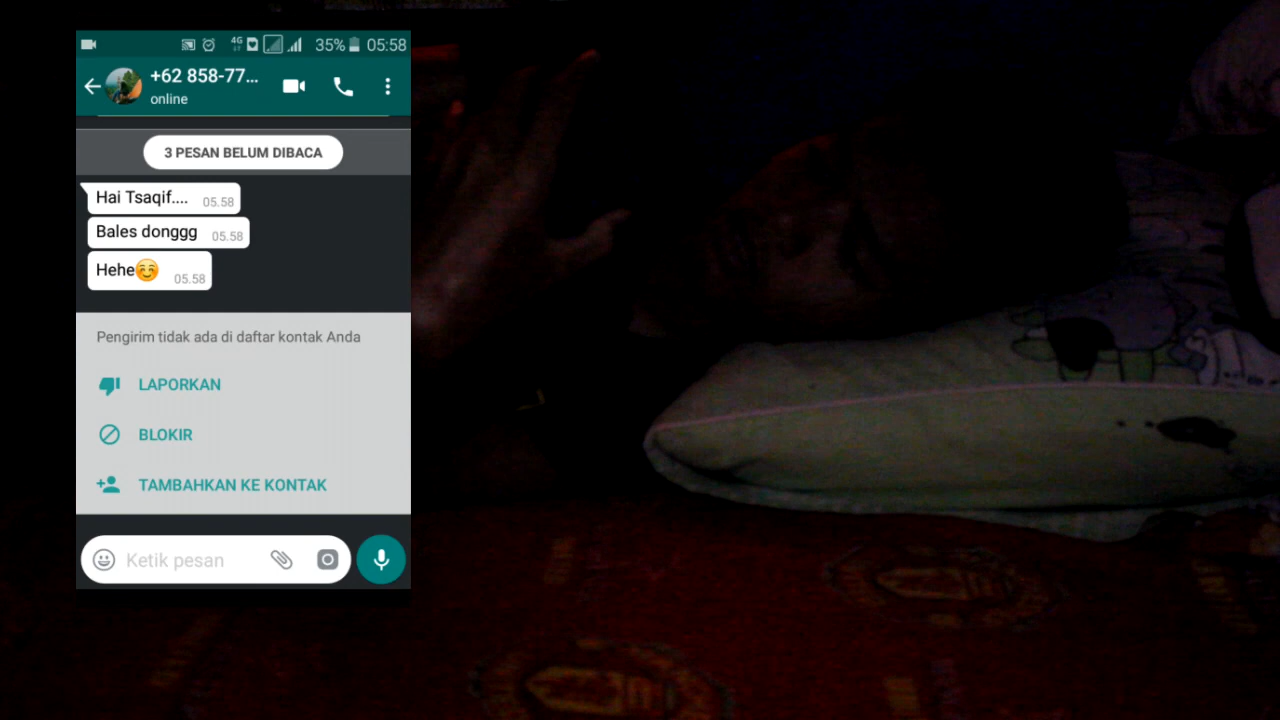 4G 35% 05:58
+62 858-77...
online
3 PESAN BELUM DIBACA
Hai Tsaqif.... 05.58
Bales donggg 05.58
Hehe☺️ 05.58
Pengirim tidak ada di daftar kontak Anda
LAPORKAN
BLOKIR
TAMBAHKAN KE KONTAK
Ketik pesan